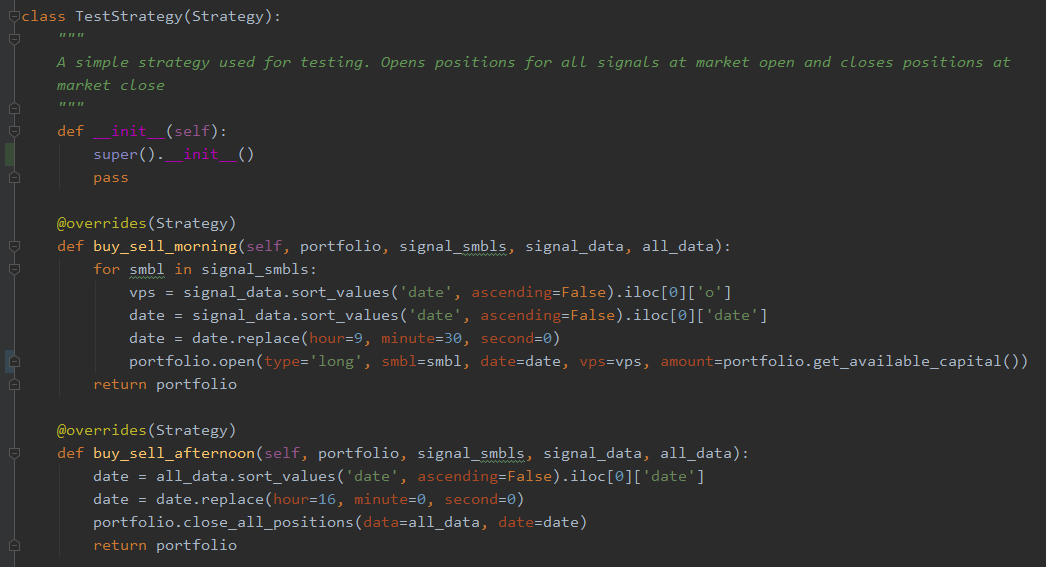 class TestStrategy(Strategy):
    """
    A simple strategy used for testing. Opens positions for all signals at market open and closes positions at
    market close
    """
    def __init__(self):
        super().__init__()
        pass

    @overrides(Strategy)
    def buy_sell_morning(self, portfolio, signal_smbls, signal_data, all_data):
        for smbl in signal_smbls:
            vps = signal_data.sort_values('date', ascending=False).iloc[0]['o']
            date = signal_data.sort_values('date', ascending=False).iloc[0]['date']
            date = date.replace(hour=9, minute=30, second=0)
            portfolio.open(type='long', smbl=smbl, date=date, vps=vps, amount=portfolio.get_available_capital())
        return portfolio

    @overrides(Strategy)
    def buy_sell_afternoon(self, portfolio, signal_smbls, signal_data, all_data):
        date = all_data.sort_values('date', ascending=False).iloc[0]['date']
        date = date.replace(hour=16, minute=0, second=0)
        portfolio.close_all_positions(data=all_data, date=date)
        return portfolio